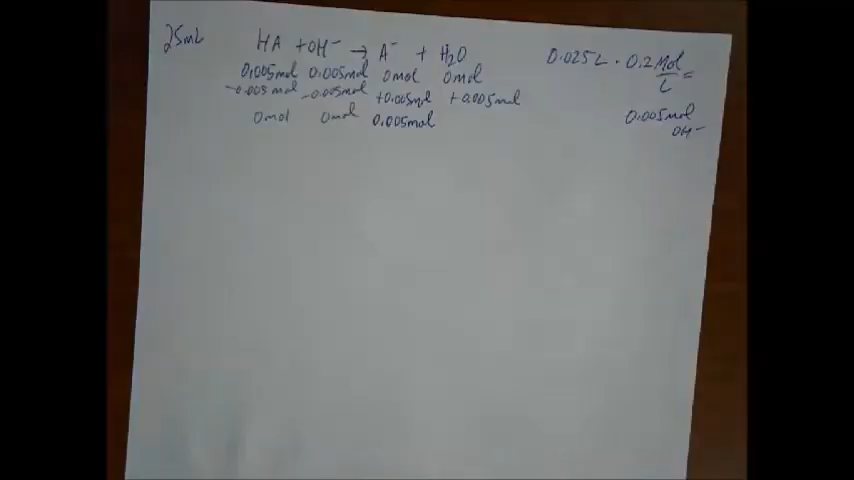 25mL
HA + OH⁻ → A⁻ + H₂O
0.005mol 0.005mol 0mol 0mol
-0.005mol -0.005mol +0.005mol +0.005mol
0mol 0mol 0.005mol
0.025L · 0.2 Mol/L =
0.005mol
OH⁻